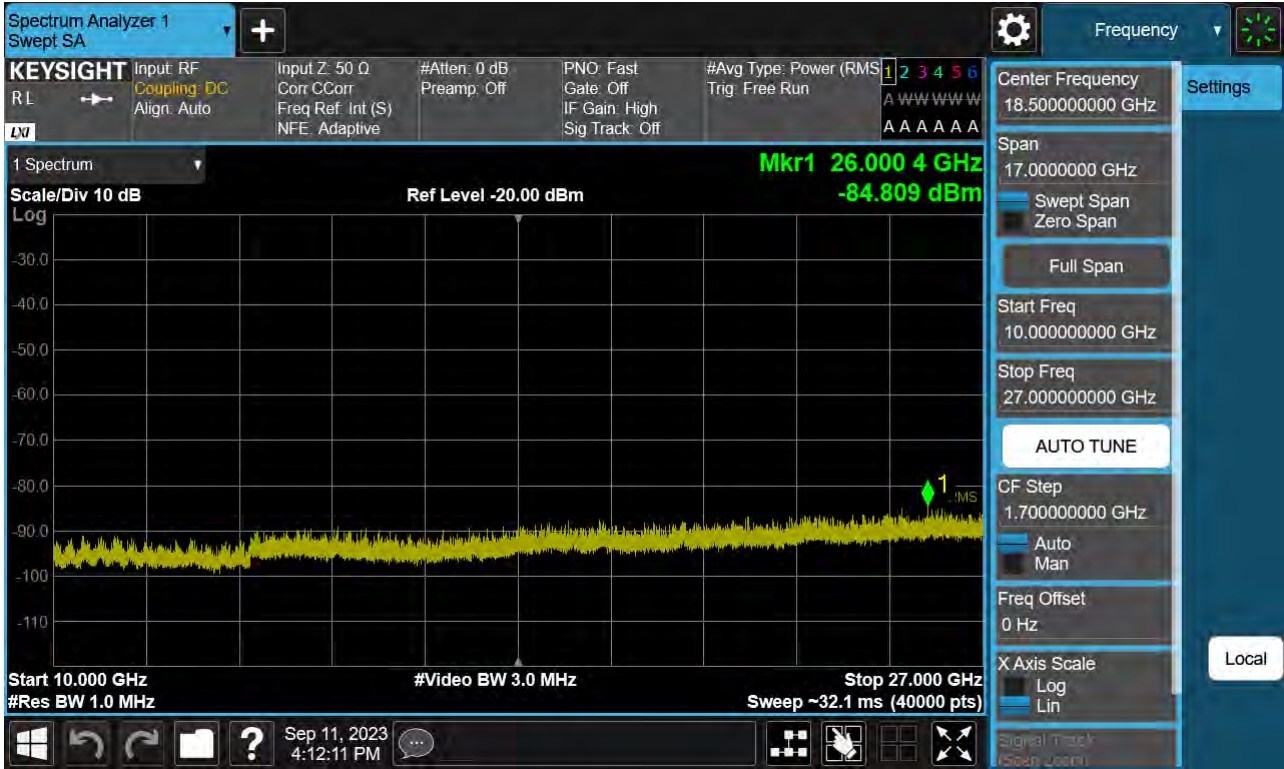 Spectrum Analyzer 1
Swept SA
Frequency
KEYSIGHT
R L
LXI
Input: RF
Coupling: DC
Align: Auto
Input Z: 50 Ω
Corr CCorr
Freq Ref: Int (S)
NFE: Adaptive
#Atten: 0 dB
Preamp: Off
PNO: Fast
Gate: Off
IF Gain: High
Sig Track: Off
#Avg Type: Power (RMS
Trig: Free Run
1 2 3 4 5 6
A W W W W W
A A A A A A
1 Spectrum
Scale/Div 10 dB
Log
Ref Level -20.00 dBm
Mkr1 26.000 4 GHz
-84.809 dBm
-30.0
-40.0
-50.0
-60.0
-70.0
-80.0
-90.0
-100
-110
1
RMS
Start 10.000 GHz
#Res BW 1.0 MHz
#Video BW 3.0 MHz
Stop 27.000 GHz
Sweep ~32.1 ms (40000 pts)
Center Frequency
18.500000000 GHz
Span
17.0000000 GHz
Swept Span
Zero Span
Full Span
Start Freq
10.000000000 GHz
Stop Freq
27.000000000 GHz
AUTO TUNE
CF Step
1.700000000 GHz
Auto
Man
Freq Offset
0 Hz
X Axis Scale
Log
Lin
Signal Track
(Span Zoom)
Settings
Local
?
Sep 11, 2023
4:12:11 PM